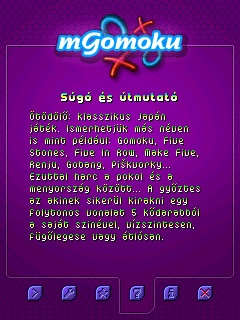 mGomoku
Súgó és útmutató
Ötödölő: klasszikus Japán
játék. Ismerhetjük más néven
is mint például: Gomoku, Five
Stones, Five In Row, Make Five,
Renju, Gobang, Piškvorky...
Ezúttal harc a pokol és a
menyország között... A győztes
az akinek sikerül kirakni egy
folytonos vonalat 5 kődarabból
a saját színével, vízszintesen,
függőlegese vagy átlósan.